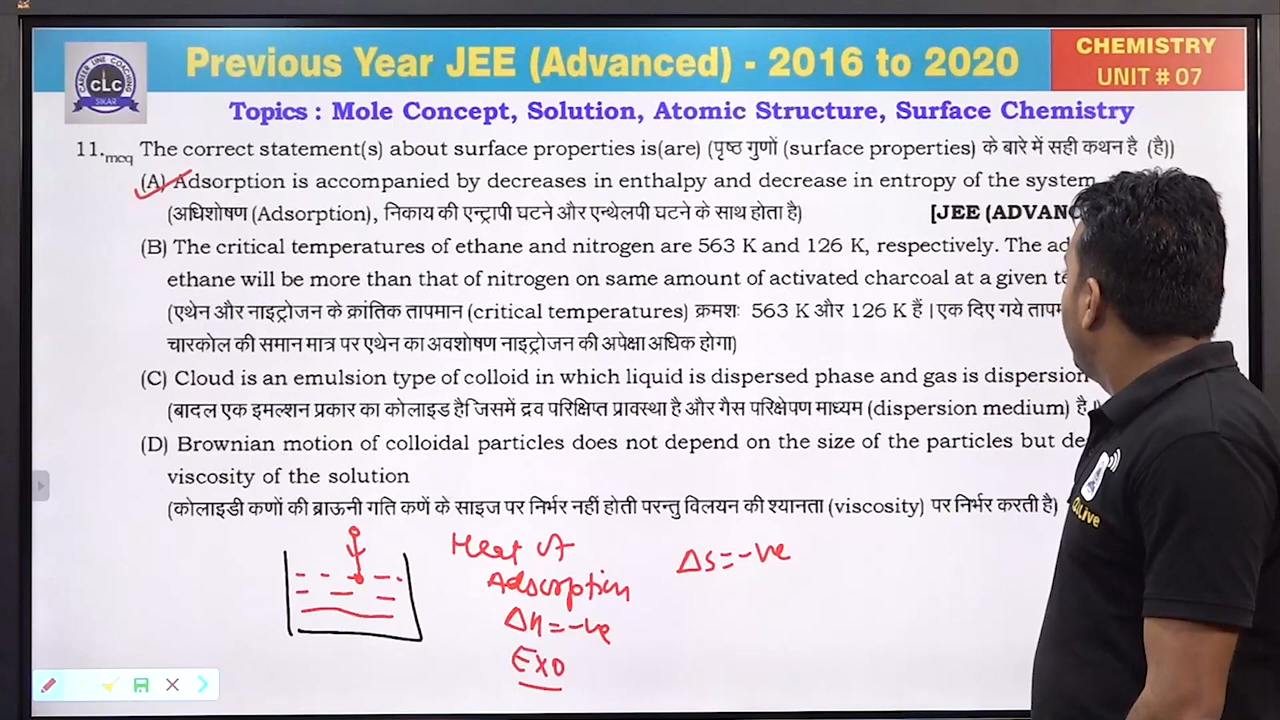 Previous Year JEE (Advanced) - 2016 to 2020
CHEMISTRY
UNIT # 07
CAREER LINE COACHING
CLC
SIKAR
Topics : Mole Concept, Solution, Atomic Structure, Surface Chemistry
11.mcq The correct statement(s) about surface properties is(are) (पृष्ठ गुणों (surface properties) के बारे में सही कथन है (है))
(A) Adsorption is accompanied by decreases in enthalpy and decrease in entropy of the system
(अधिशोषण (Adsorption), निकाय की एन्ट्रापी घटने और एन्थेलपी घटने के साथ होता है) [JEE (ADVANC
(B) The critical temperatures of ethane and nitrogen are 563 K and 126 K, respectively. The ad
ethane will be more than that of nitrogen on same amount of activated charcoal at a given te
(एथेन और नाइट्रोजन के क्रांतिक तापमान (critical temperatures) क्रमशः 563 K और 126 K हैं । एक दिए गये तापम
चारकोल की समान मात्र पर एथेन का अवशोषण नाइट्रोजन की अपेक्षा अधिक होगा)
(C) Cloud is an emulsion type of colloid in which liquid is dispersed phase and gas is dispersion
(बादल एक इमल्शन प्रकार का कोलाइड है जिसमें द्रव परिक्षिप्त प्रावस्था है और गैस परिक्षेपण माध्यम (dispersion medium) है ।)
(D) Brownian motion of colloidal particles does not depend on the size of the particles but de
viscosity of the solution
(कोलाइडी कणों की ब्राऊनी गति कणें के साइज पर निर्भर नहीं होती परन्तु विलयन की श्यानता (viscosity) पर निर्भर करती है)
Heat of
Adsorption
ΔH = -ve
EXO
ΔS = -ve
Live